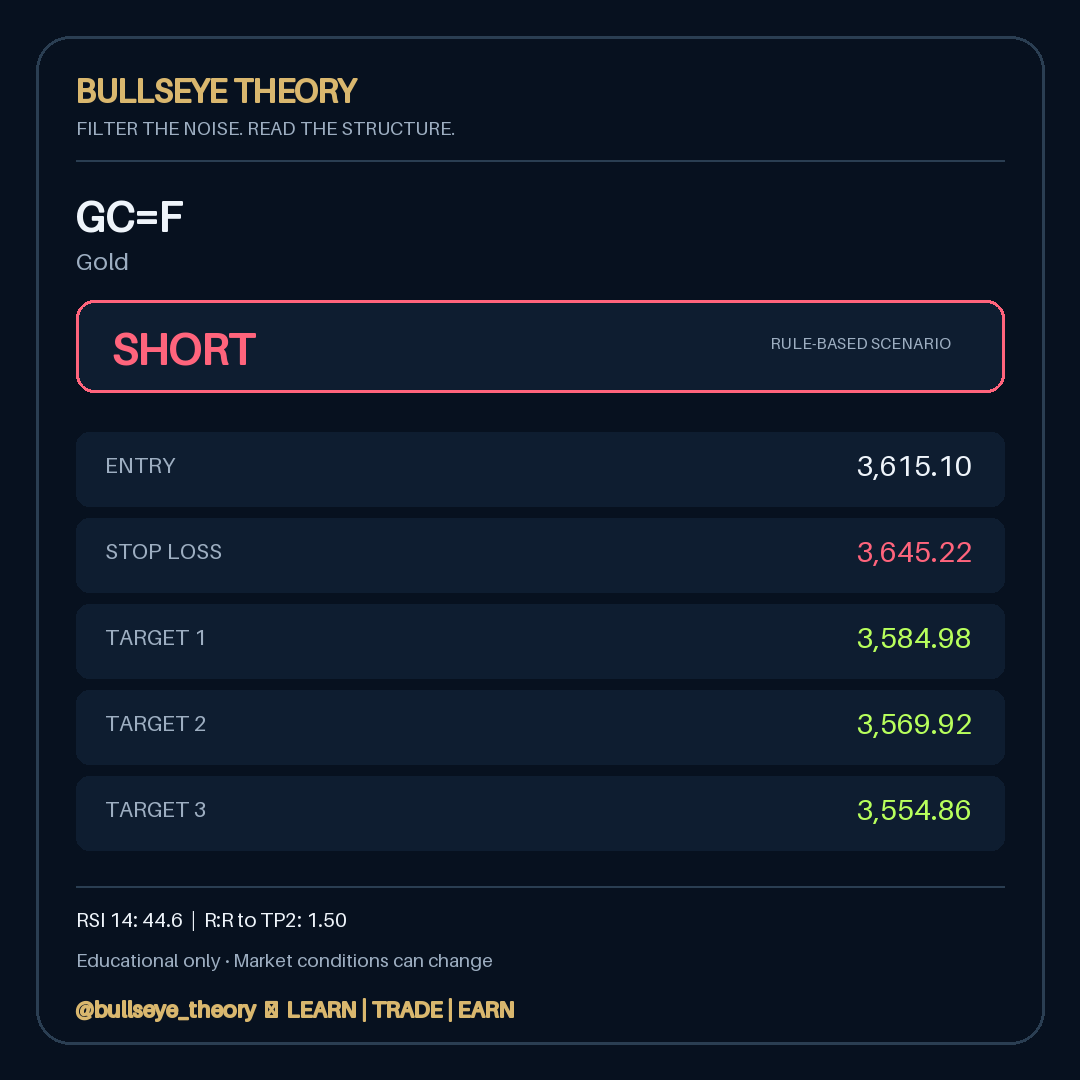 BULLSEYE THEORY
FILTER THE NOISE. READ THE STRUCTURE.
GC=F
Gold
SHORT RULE-BASED SCENARIO
ENTRY 3,615.10
STOP LOSS 3,645.22
TARGET 1 3,584.98
TARGET 2 3,569.92
TARGET 3 3,554.86
RSI 14: 44.6 | R:R to TP2: 1.50
Educational only · Market conditions can change
@bullseye_theory LEARN | TRADE | EARN